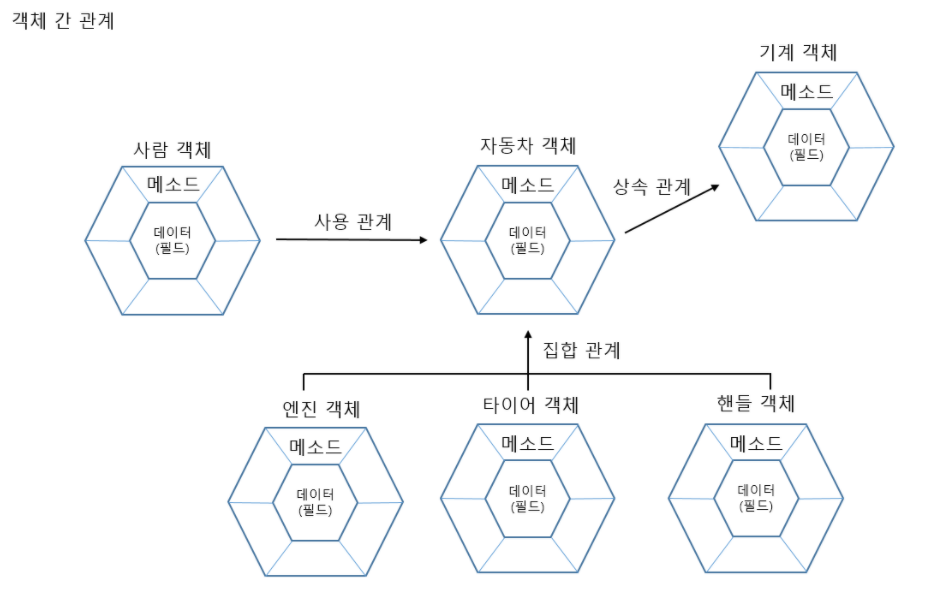 객체 간 관계
기계 객체
메소드
데이터
(필드)
사람 객체
메소드
데이터
(필드)
사용 관계
자동차 객체
메소드
데이터
(필드)
상속 관계
집합 관계
엔진 객체
메소드
데이터
(필드)
타이어 객체
메소드
데이터
(필드)
핸들 객체
메소드
데이터
(필드)